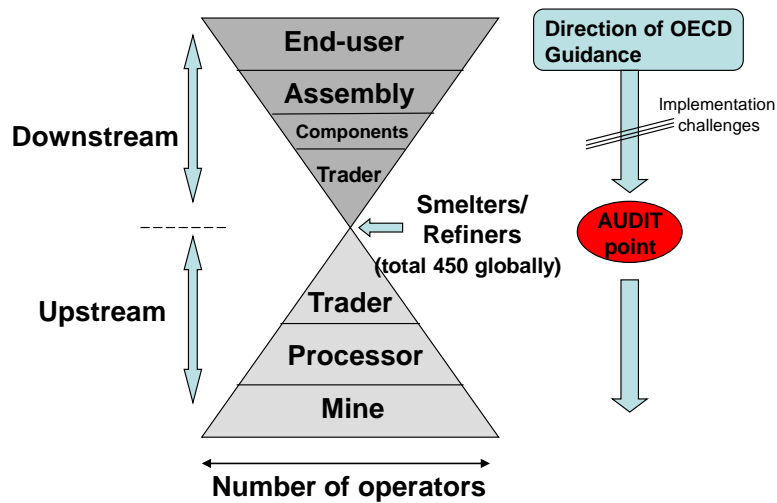 End-user
Assembly
Components
Trader
Downstream
Direction of OECD
Guidance
Implementation
challenges
Smelters/
Refiners
(total 450 globally)
AUDIT
point
Upstream
Trader
Processor
Mine
Number of operators